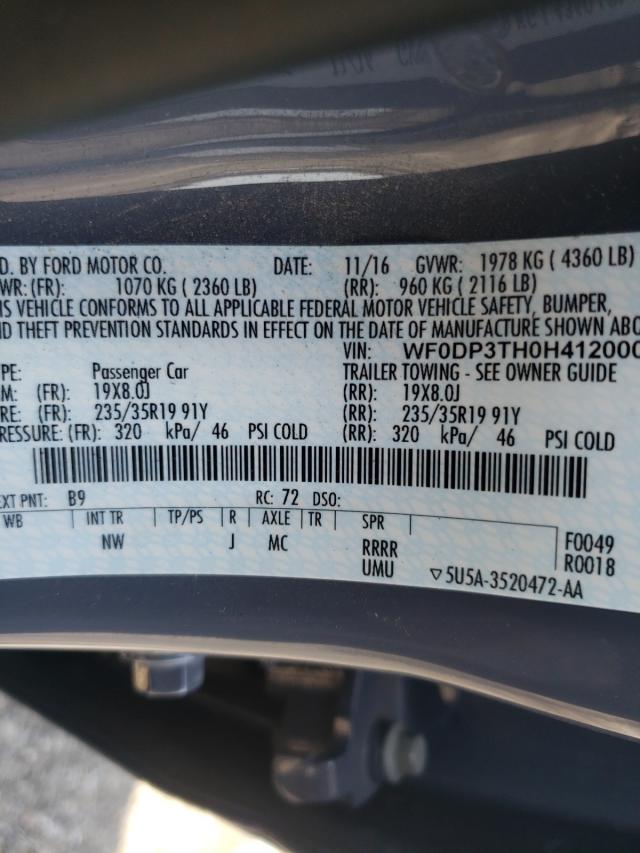 D. BY FORD MOTOR CO. DATE: 11/16 GVWR: 1978 KG ( 4360 LB)
WR: (FR): 1070 KG ( 2360 LB) (RR): 960 KG ( 2116 LB)
IS VEHICLE CONFORMS TO ALL APPLICABLE FEDERAL MOTOR VEHICLE SAFETY, BUMPER,
ND THEFT PREVENTION STANDARDS IN EFFECT ON THE DATE OF MANUFACTURE SHOWN ABOV
VIN: WF0DP3TH0H412000
PE: Passenger Car TRAILER TOWING - SEE OWNER GUIDE
M: (FR): 19X8.0J (RR): 19X8.0J
RE: (FR): 235/35R19 91Y (RR): 235/35R19 91Y
RESSURE: (FR): 320 kPa/ 46 PSI COLD (RR): 320 kPa/ 46 PSI COLD
EXT PNT: B9 RC: 72 DSO:
WB INT TR TP/PS R AXLE TR SPR F0049
NW J MC RRRR R0018
UMU ▽5U5A-3520472-AA